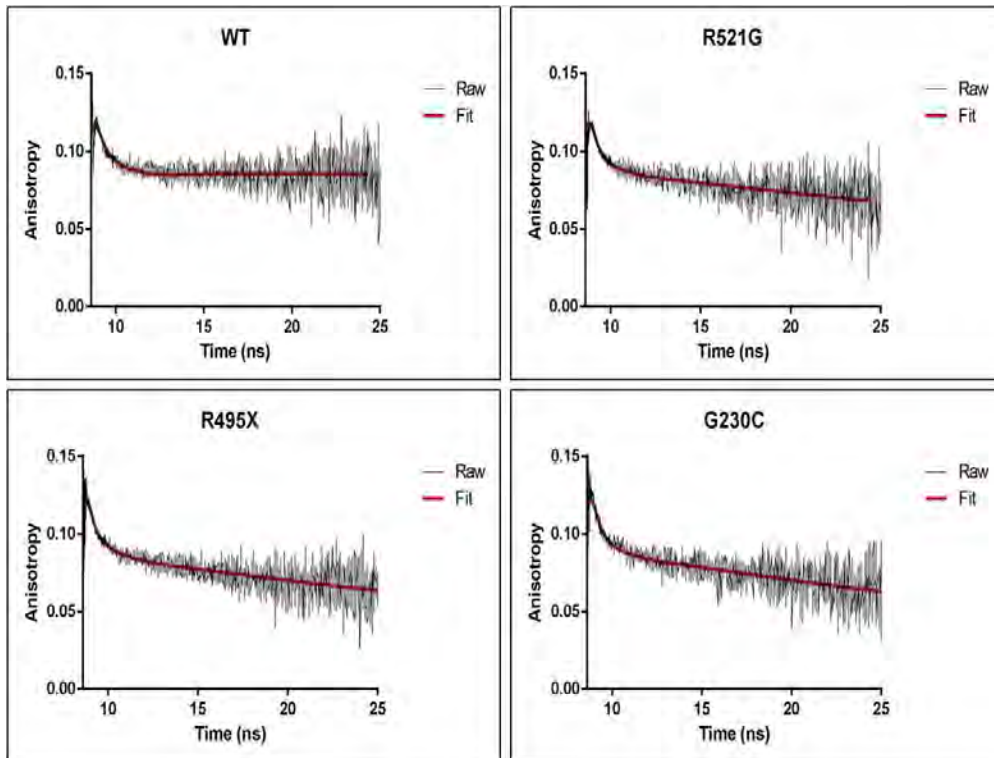 WT
0.15
0.10
0.05
0.00
Anisotropy
10
15
20
25
Time (ns)
Raw
Fit
R521G
0.15
0.10
0.05
0.00
Anisotropy
10
15
20
25
Time (ns)
Raw
Fit
R495X
0.15
0.10
0.05
0.00
Anisotropy
10
15
20
25
Time (ns)
Raw
Fit
G230C
0.15
0.10
0.05
0.00
Anisotropy
10
15
20
25
Time (ns)
Raw
Fit